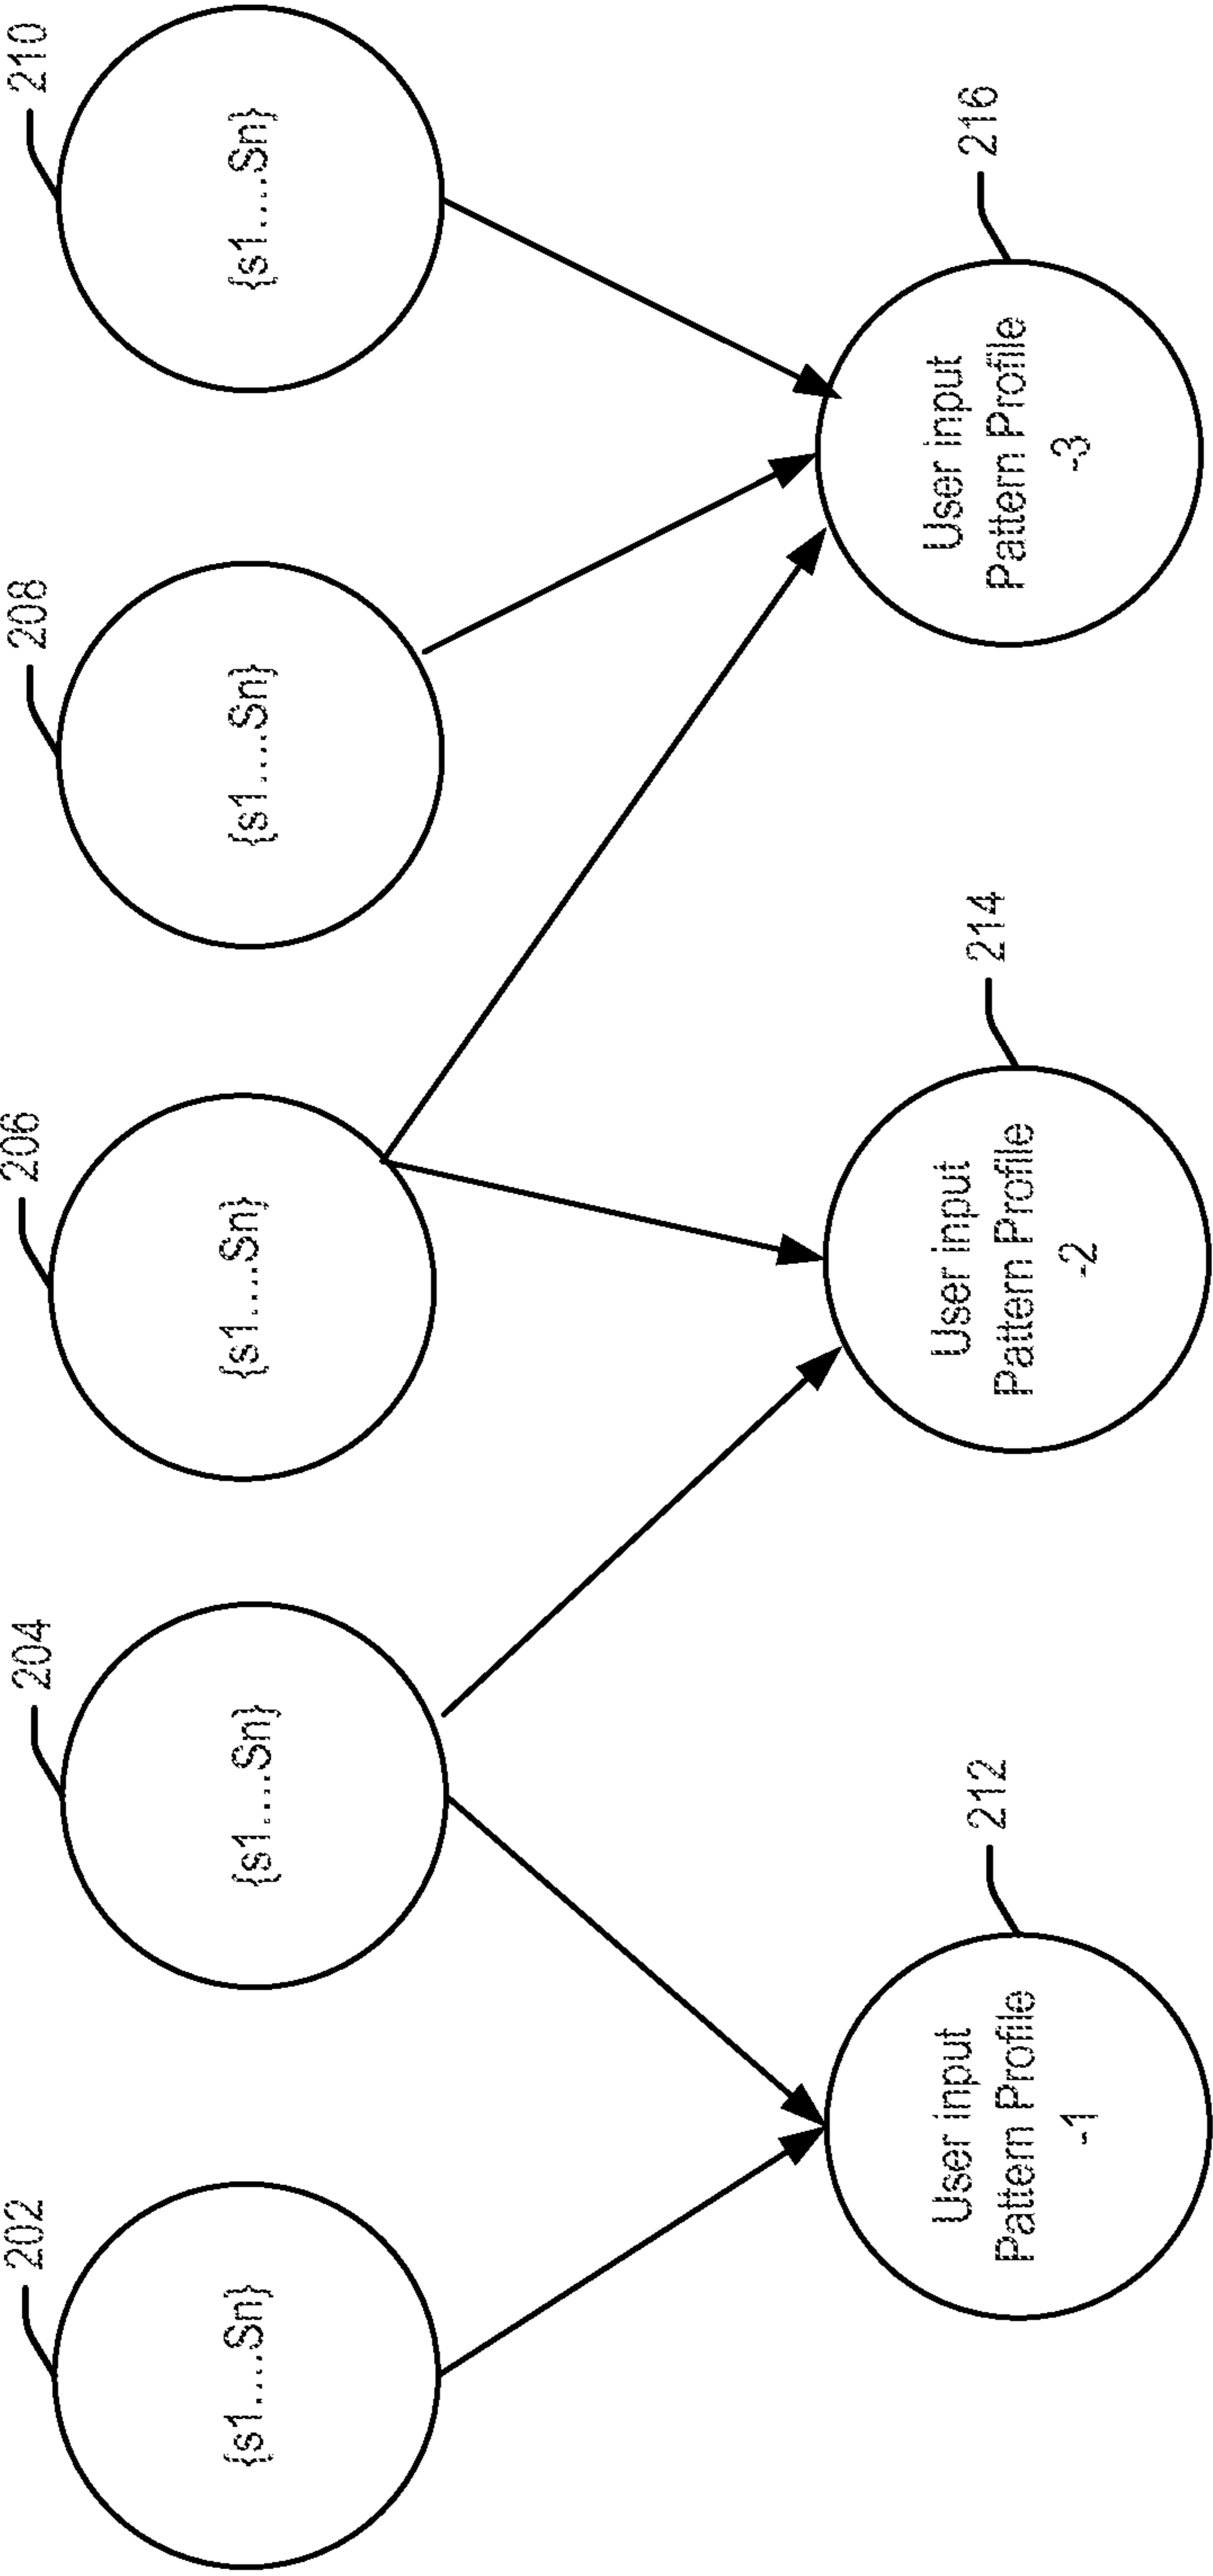 202
204
206
208
210
{s1....Sn}
{s1....Sn}
{s1....Sn}
{s1....Sn}
{s1....Sn}
212
214
216
User input
Pattern Profile
-1
User input
Pattern Profile
-2
User input
Pattern Profile
-3